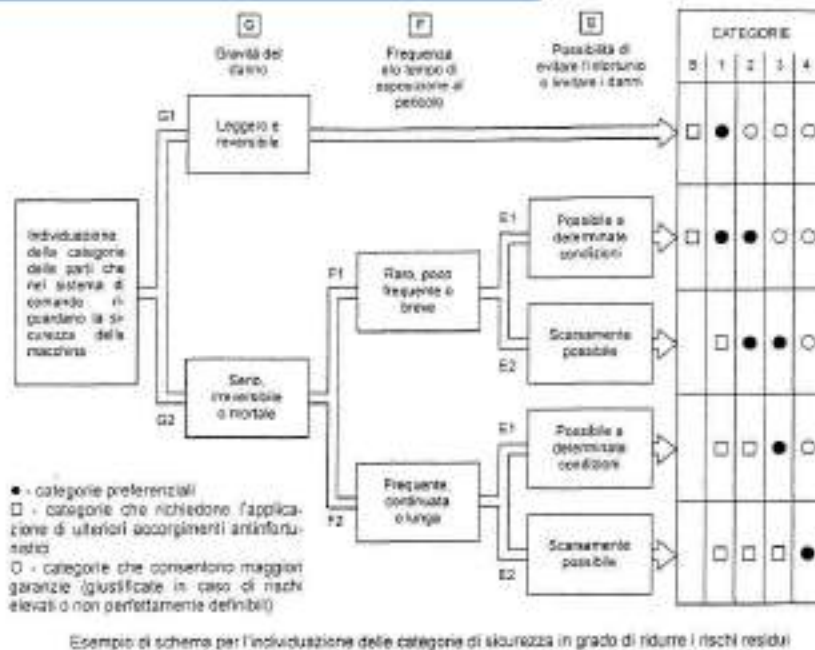 G
Gravità del
danno
F
Frequenza
e/o tempo di
esposizione al
pericolo
E
Possibilità di
evitare l'infortunio
o limitare i danni
CATEGORIE
B 1 2 3 4
G1
Leggero e
reversibile
Individuazione
delle categorie
delle parti che
nel sistema di
comando ri-
guardano la si-
curezza della
macchina
G2
Serio,
irreversibile
o mortale
F1
Raro, poco
frequente o
breve
E1
Possibile a
determinate
condizioni
E2
Scarsamente
possibile
F2
Frequente,
continuata
o lunga
E1
Possibile a
determinate
condizioni
E2
Scarsamente
possibile
● - categorie preferenziali
□ - categorie che richiedono l'applica-
zione di ulteriori accorgimenti antinfortu-
nistici
O - categorie che consentono maggiori
garanzie (giustificate in caso di rischi
elevati o non perfettamente definibili)
Esempio di schema per l'individuazione delle categorie di sicurezza in grado di ridurre i rischi residui